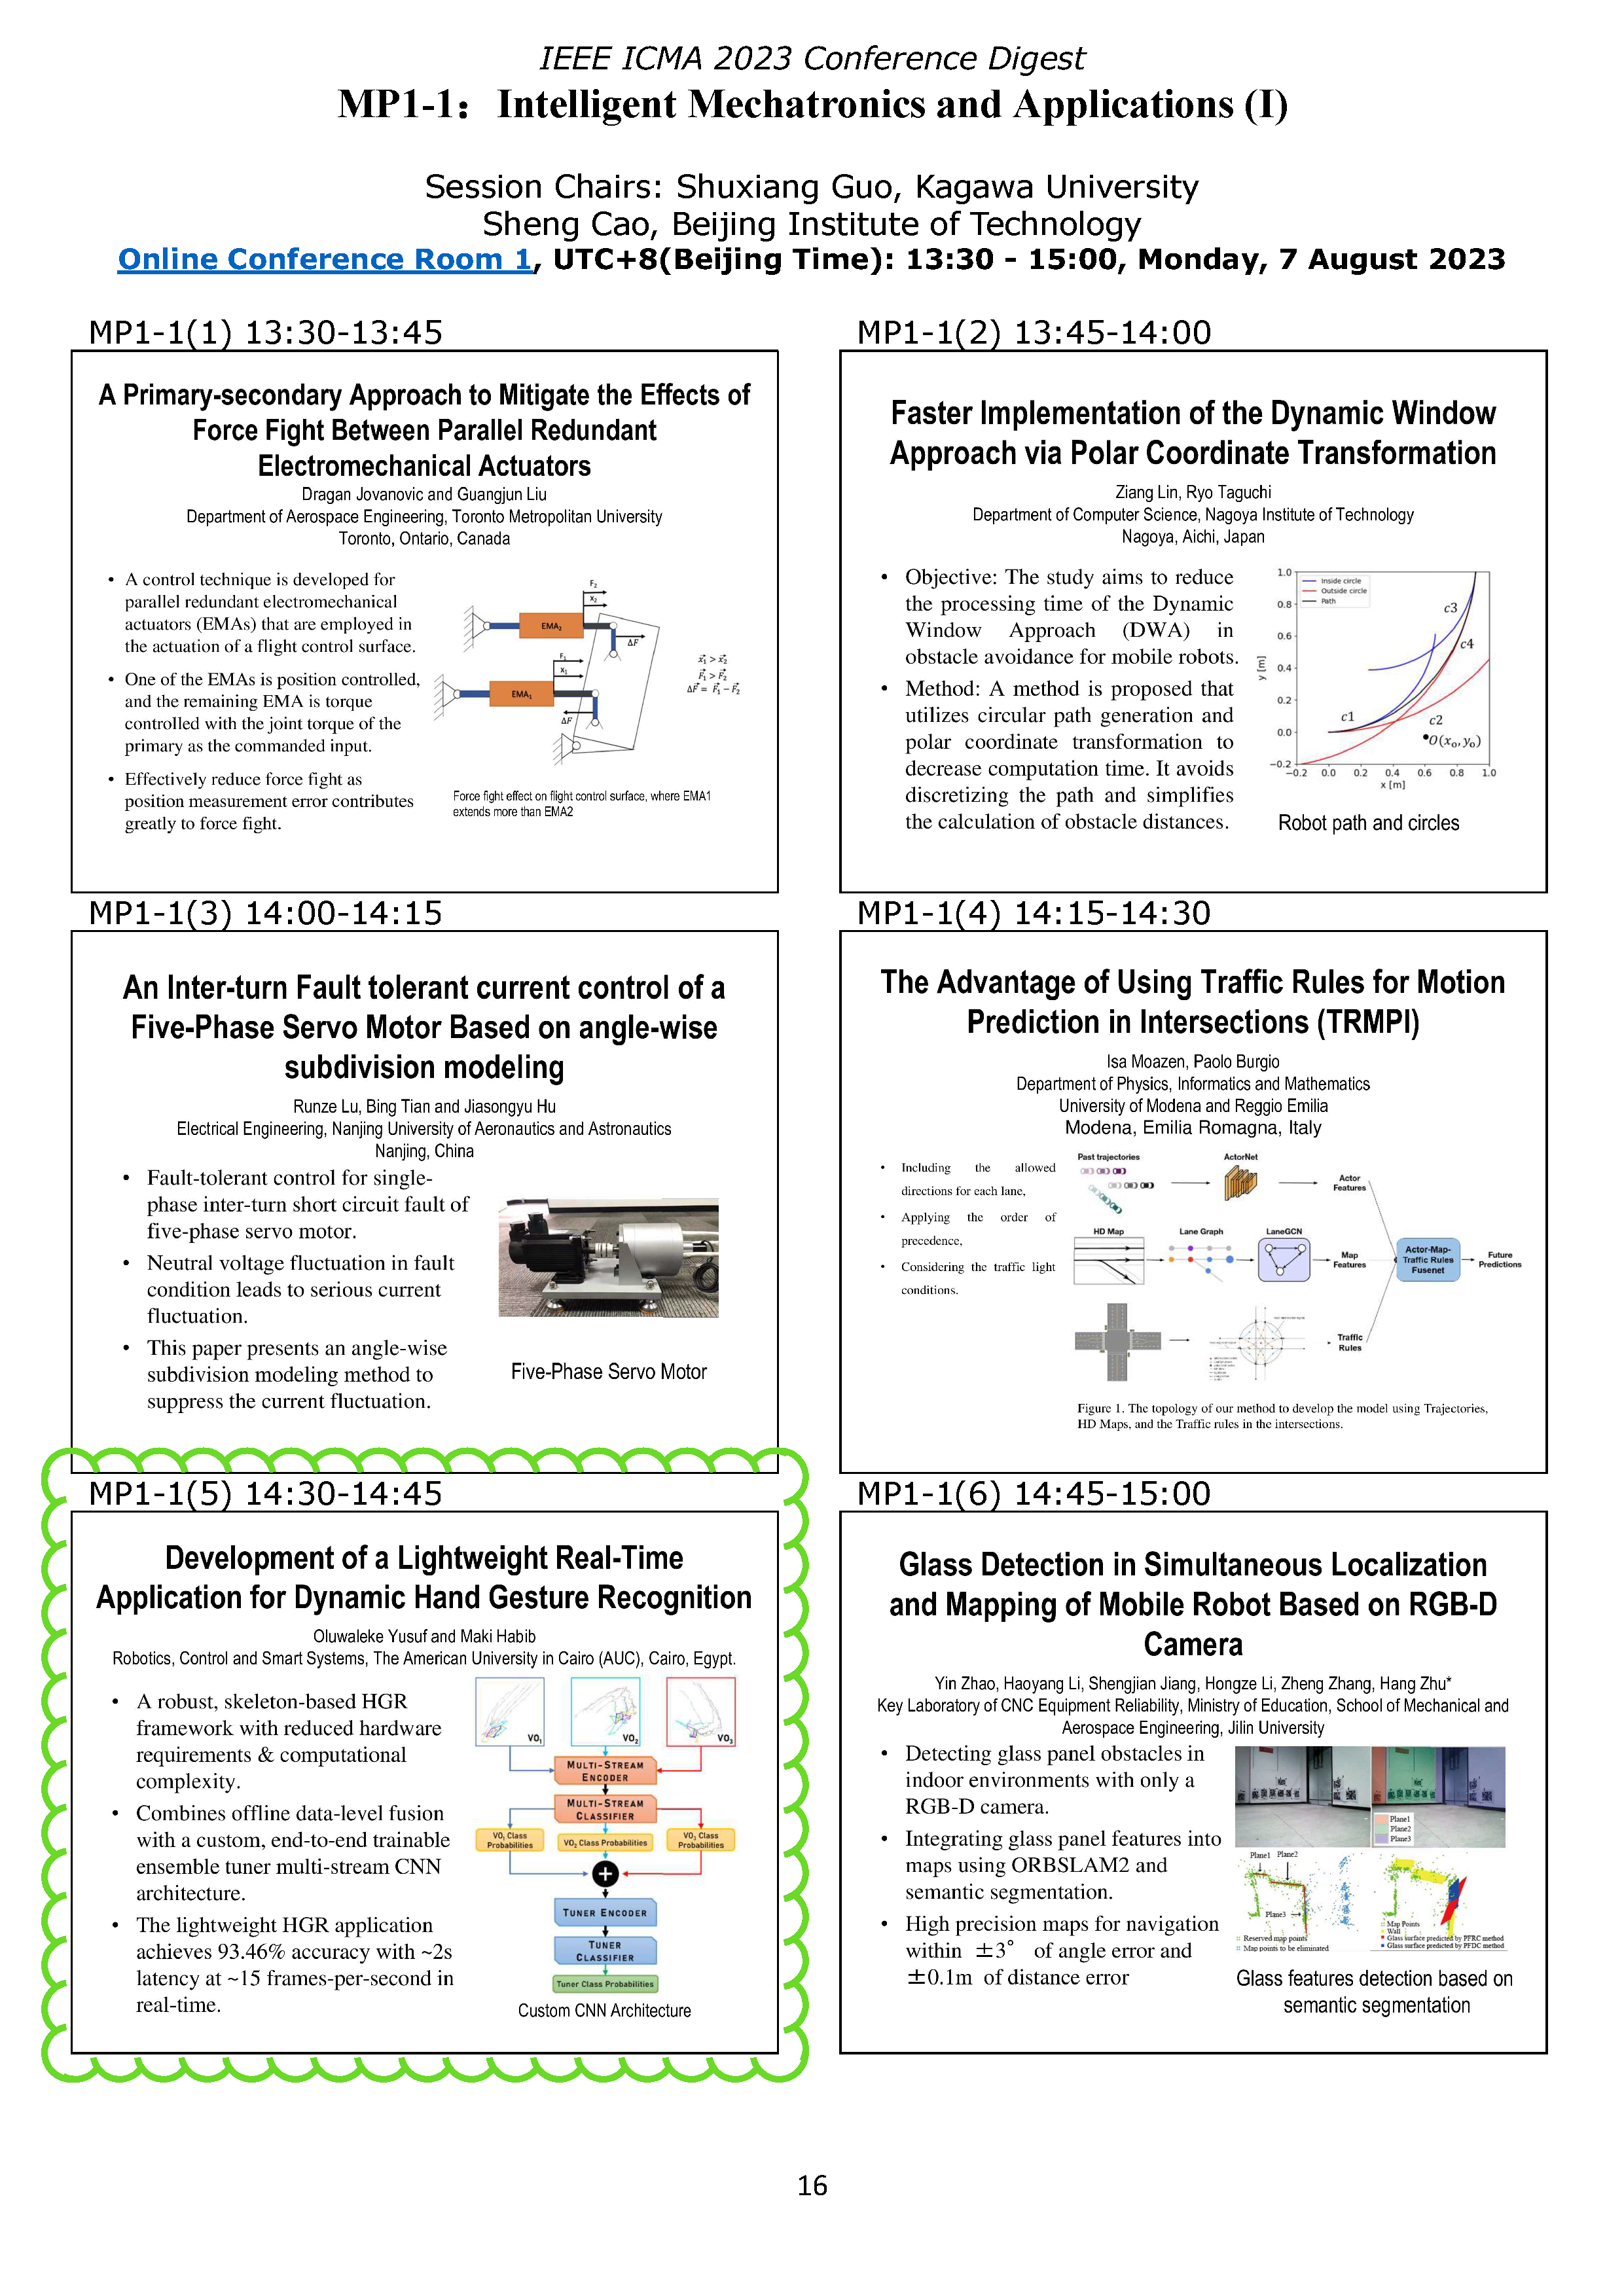 IEEE ICMA 2023 Conference Digest
MP1-1：Intelligent Mechatronics and Applications (I)
Session Chairs: Shuxiang Guo, Kagawa University
Sheng Cao, Beijing Institute of Technology
Online Conference Room 1, UTC+8(Beijing Time): 13:30 - 15:00, Monday, 7 August 2023
MP1-1(1) 13:30-13:45
A Primary-secondary Approach to Mitigate the Effects of
Force Fight Between Parallel Redundant
Electromechanical Actuators
Dragan Jovanovic and Guangjun Liu
Department of Aerospace Engineering, Toronto Metropolitan University
Toronto, Ontario, Canada
• A control technique is developed for
parallel redundant electromechanical
actuators (EMAs) that are employed in
the actuation of a flight control surface.
• One of the EMAs is position controlled,
and the remaining EMA is torque
controlled with the joint torque of the
primary as the commanded input.
• Effectively reduce force fight as
position measurement error contributes
greatly to force fight.
F₂
x₂
EMA₂
ΔF
F₁
x₁
EMA₁
ΔF
x⃗₁ > x⃗₂
F⃗₁ > F⃗₂
ΔF⃗ = F⃗₁ − F⃗₂
Force fight effect on flight control surface, where EMA1
extends more than EMA2
MP1-1(2) 13:45-14:00
Faster Implementation of the Dynamic Window
Approach via Polar Coordinate Transformation
Ziang Lin, Ryo Taguchi
Department of Computer Science, Nagoya Institute of Technology
Nagoya, Aichi, Japan
• Objective: The study aims to reduce
the processing time of the Dynamic
Window Approach (DWA) in
obstacle avoidance for mobile robots.
• Method: A method is proposed that
utilizes circular path generation and
polar coordinate transformation to
decrease computation time. It avoids
discretizing the path and simplifies
the calculation of obstacle distances.
Inside circle
Outside circle
Path
1.0
0.8
0.6
0.4
0.2
0.0
−0.2
y [m]
c3
c4
c1
c2
O(xₒ, yₒ)
−0.2 0.0 0.2 0.4 0.6 0.8 1.0
x [m]
Robot path and circles
MP1-1(3) 14:00-14:15
An Inter-turn Fault tolerant current control of a
Five-Phase Servo Motor Based on angle-wise
subdivision modeling
Runze Lu, Bing Tian and Jiasongyu Hu
Electrical Engineering, Nanjing University of Aeronautics and Astronautics
Nanjing, China
• Fault-tolerant control for single-
phase inter-turn short circuit fault of
five-phase servo motor.
• Neutral voltage fluctuation in fault
condition leads to serious current
fluctuation.
• This paper presents an angle-wise
subdivision modeling method to
suppress the current fluctuation.
Five-Phase Servo Motor
MP1-1(4) 14:15-14:30
The Advantage of Using Traffic Rules for Motion
Prediction in Intersections (TRMPI)
Isa Moazen, Paolo Burgio
Department of Physics, Informatics and Mathematics
University of Modena and Reggio Emilia
Modena, Emilia Romagna, Italy
• Including the allowed
directions for each lane,
• Applying the order of
precedence,
• Considering the traffic light
conditions.
Past trajectories
ActorNet
Actor
Features
HD Map
Lane Graph
LaneGCN
Map
Features
Actor-Map-
Traffic Rules
Fusenet
Future
Predictions
Traffic
Rules
Figure 1. The topology of our method to develop the model using Trajectories,
HD Maps, and the Traffic rules in the intersections.
MP1-1(5) 14:30-14:45
Development of a Lightweight Real-Time
Application for Dynamic Hand Gesture Recognition
Oluwaleke Yusuf and Maki Habib
Robotics, Control and Smart Systems, The American University in Cairo (AUC), Cairo, Egypt.
• A robust, skeleton-based HGR
framework with reduced hardware
requirements & computational
complexity.
• Combines offline data-level fusion
with a custom, end-to-end trainable
ensemble tuner multi-stream CNN
architecture.
• The lightweight HGR application
achieves 93.46% accuracy with ~2s
latency at ~15 frames-per-second in
real-time.
VO₁
VO₂
VO₃
MULTI-STREAM
ENCODER
MULTI-STREAM
CLASSIFIER
VO₁ Class
Probabilities
VO₂ Class Probabilities
VO₃ Class
Probabilities
+
TUNER ENCODER
TUNER
CLASSIFIER
Tuner Class Probabilities
Custom CNN Architecture
MP1-1(6) 14:45-15:00
Glass Detection in Simultaneous Localization
and Mapping of Mobile Robot Based on RGB-D
Camera
Yin Zhao, Haoyang Li, Shengjian Jiang, Hongze Li, Zheng Zhang, Hang Zhu*
Key Laboratory of CNC Equipment Reliability, Ministry of Education, School of Mechanical and
Aerospace Engineering, Jilin University
• Detecting glass panel obstacles in
indoor environments with only a
RGB-D camera.
• Integrating glass panel features into
maps using ORBSLAM2 and
semantic segmentation.
• High precision maps for navigation
within ±3° of angle error and
±0.1m of distance error
Plane1
Plane2
Plane3
Plane1 Plane2
Plane3
Reserved map points
Map points to be eliminated
Map Points
Wall
Glass surface predicted by PFRC method
Glass surface predicted by PFDC method
Glass features detection based on
semantic segmentation
16